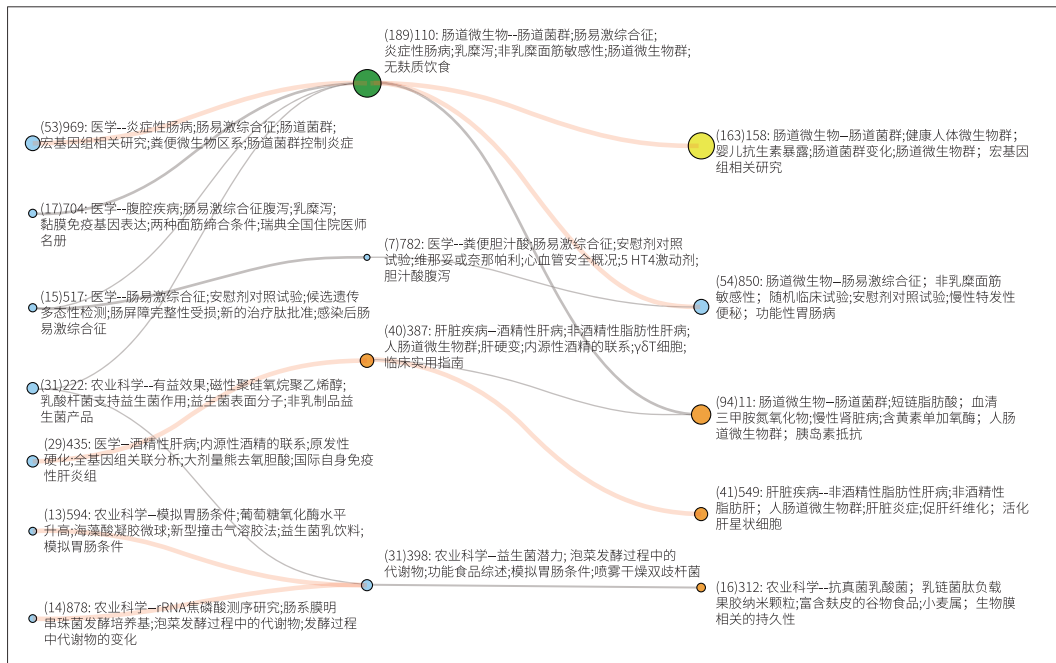 (189)110: 肠道微生物--肠道菌群;肠易激综合征;
炎症性肠病;乳糜泻;非乳糜面筋敏感性;肠道微生物群;
无麸质饮食
(53)969: 医学--炎症性肠病;肠易激综合征;肠道菌群;
宏基因组相关研究;粪便微生物区系;肠道菌群控制炎症
(17)704: 医学--腹腔疾病;肠易激综合征腹泻;乳糜泻;
黏膜免疫基因表达;两种面筋缔合条件;瑞典全国住院医师
名册
(15)517: 医学--肠易激综合征;安慰剂对照试验;候选遗传
多态性检测;肠屏障完整性受损;新的治疗肽批准;感染后肠
易激综合征
(31)222: 农业科学--有益效果;磁性聚硅氧烷聚乙烯醇;
乳酸杆菌支持益生菌作用;益生菌表面分子;非乳制品益
生菌产品
(29)435: 医学—酒精性肝病;内源性酒精的联系;原发性
硬化;全基因组关联分析;大剂量熊去氧胆酸;国际自身免疫
性肝炎组
(13)594: 农业科学—模拟胃肠条件;葡萄糖氧化酶水平
升高;海藻酸凝胶微球;新型撞击气溶胶法;益生菌乳饮料;
模拟胃肠条件
(14)878: 农业科学—rRNA焦磷酸测序研究;肠系膜明
串珠菌发酵培养基;泡菜发酵过程中的代谢物;发酵过程
中代谢物的变化
(7)782: 医学--粪便胆汁酸;肠易激综合征;安慰剂对照
试验;维那妥或奈那帕利;心血管安全概况;5 HT4激动剂;
胆汁酸腹泻
(40)387: 肝脏疾病—酒精性肝病;非酒精性脂肪性肝病;
人肠道微生物群;肝硬变;内源性酒精的联系;γδT细胞;
临床实用指南
(31)398: 农业科学—益生菌潜力; 泡菜发酵过程中的
代谢物;功能食品综述;模拟胃肠条件;喷雾干燥双歧杆菌
(163)158: 肠道微生物—肠道菌群;健康人体微生物群；
婴儿抗生素暴露;肠道菌群变化;肠道微生物群； 宏基因
组相关研究
(54)850: 肠道微生物—肠易激综合征； 非乳糜面筋
敏感性； 随机临床试验;安慰剂对照试验;慢性特发性
便秘； 功能性胃肠病
(94)11: 肠道微生物—肠道菌群;短链脂肪酸； 血清
三甲胺氮氧化物;慢性肾脏病;含黄素单加氧酶； 人肠
道微生物群； 胰岛素抵抗
(41)549: 肝脏疾病--非酒精性脂肪性肝病;非酒精性
脂肪肝； 人肠道微生物群;肝脏炎症;促肝纤维化； 活化
肝星状细胞
(16)312: 农业科学--抗真菌乳酸菌； 乳链菌肽负载
果胶纳米颗粒;富含麸皮的谷物食品;小麦属； 生物膜
相关的持久性